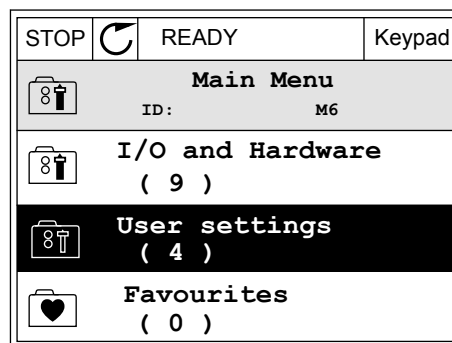 STOP READY Keypad
Main Menu
ID: M6
I/O and Hardware
( 9 )
User settings
( 4 )
Favourites
( 0 )